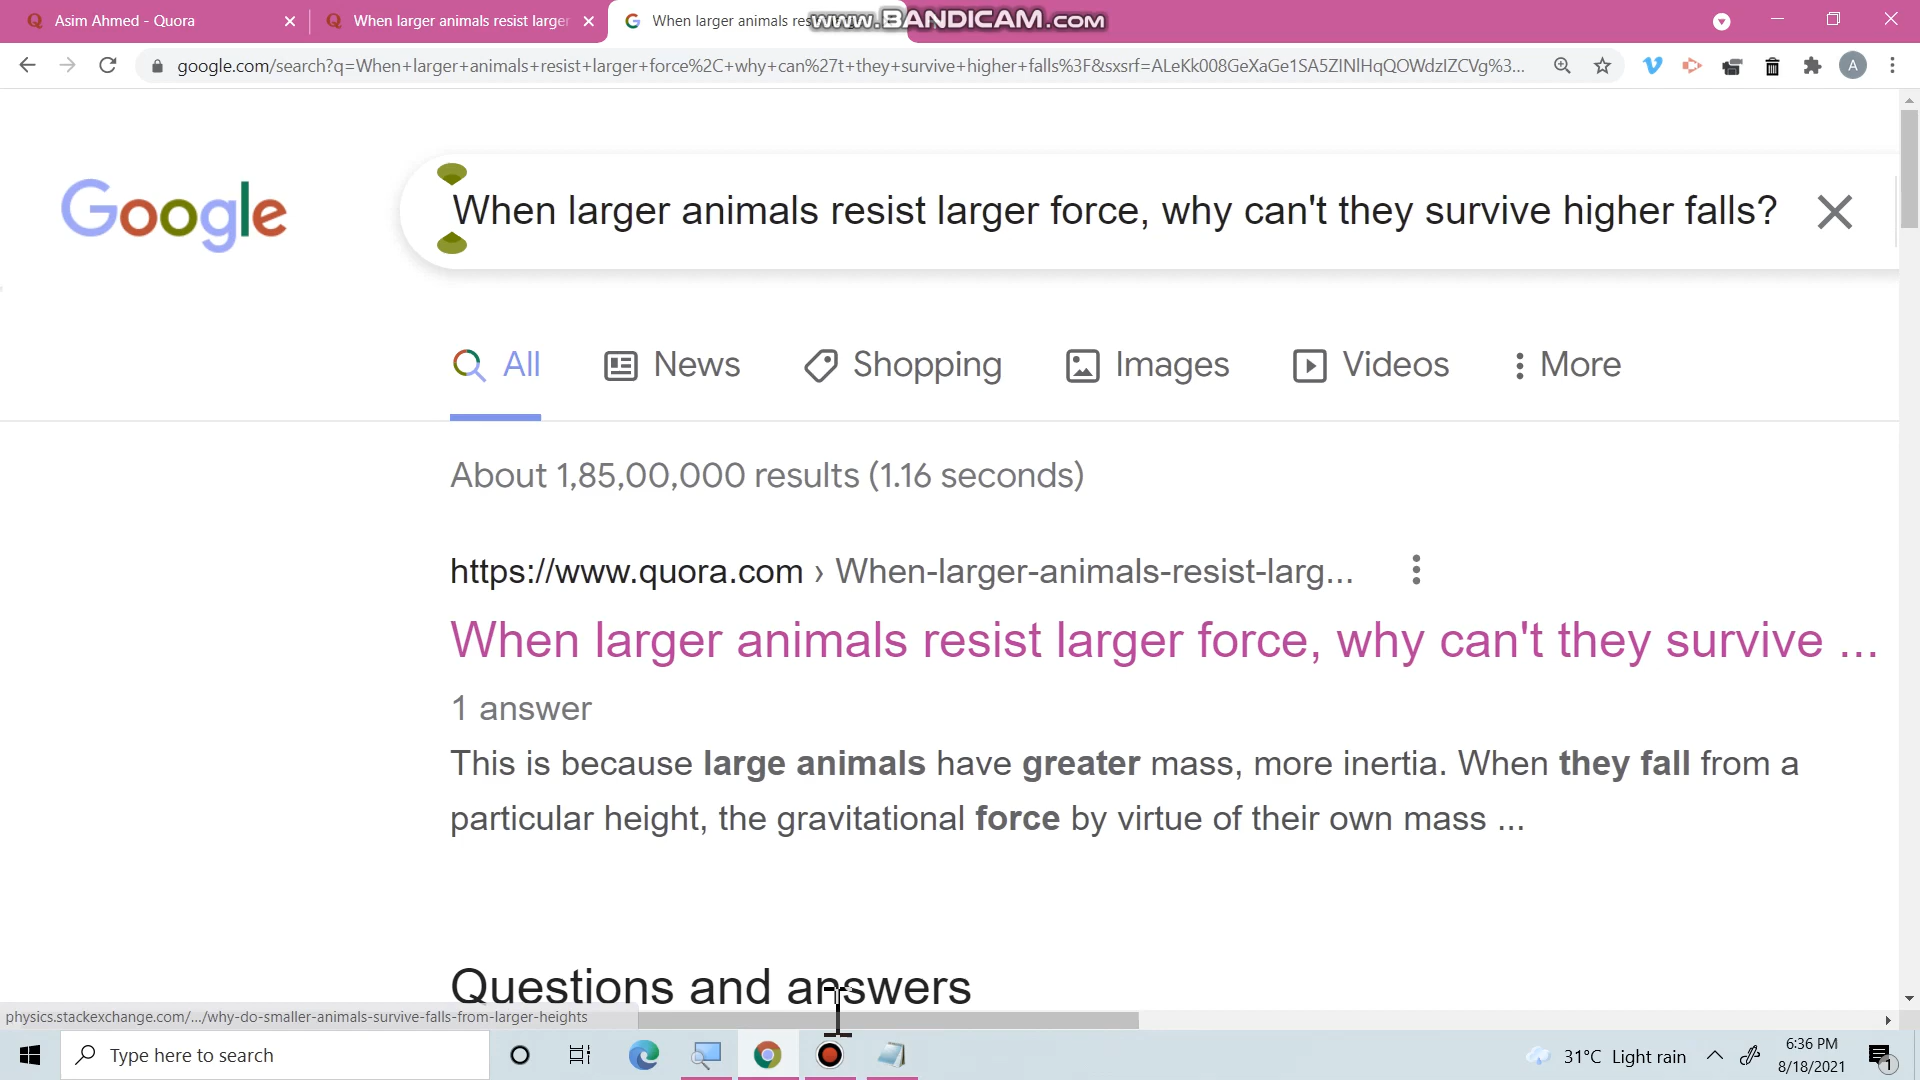 Asim Ahmed - Quora
When larger animals resist larger
When larger animals res
www.BANDICAM.com
google.com/search?q=When+larger+animals+resist+larger+force%2C+why+can%27t+they+survive+higher+falls%3F&sxsrf=ALeKk008GeXaGe1SA5ZINlHqQOWdzIZCVg%3...
A
Google
When larger animals resist larger force, why can't they survive higher falls?
All
News
Shopping
Images
Videos
More
About 1,85,00,000 results (1.16 seconds)
https://www.quora.com › When-larger-animals-resist-larg...
When larger animals resist larger force, why can't they survive ...
1 answer
This is because large animals have greater mass, more inertia. When they fall from a
particular height, the gravitational force by virtue of their own mass ...
Questions and answers
physics.stackexchange.com/.../why-do-smaller-animals-survive-falls-from-larger-heights
Type here to search
31°C Light rain
6:36 PM
8/18/2021
1